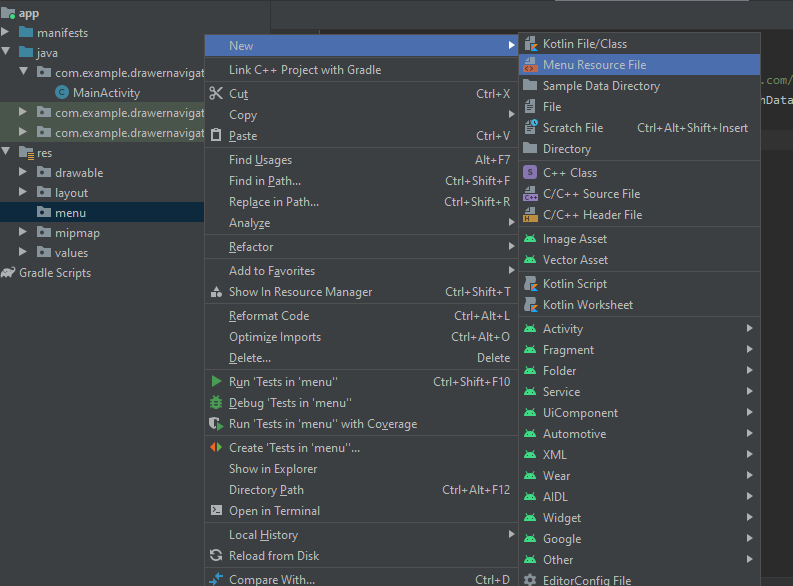 app
manifests
java
com.example.drawernavigat
MainActivity
com.example.drawernavigat
com.example.drawernavigat
res
drawable
layout
menu
mipmap
values
Gradle Scripts
New
Link C++ Project with Gradle
Cut Ctrl+X
Copy
Paste Ctrl+V
Find Usages Alt+F7
Find in Path... Ctrl+Shift+F
Replace in Path... Ctrl+Shift+R
Analyze
Refactor
Add to Favorites
Show In Resource Manager Ctrl+Shift+T
Reformat Code Ctrl+Alt+L
Optimize Imports Ctrl+Alt+O
Delete... Delete
Run 'Tests in 'menu'' Ctrl+Shift+F10
Debug 'Tests in 'menu''
Run 'Tests in 'menu'' with Coverage
Create 'Tests in 'menu''...
Show in Explorer
Directory Path Ctrl+Alt+F12
Open in Terminal
Local History
Reload from Disk
Compare With... Ctrl+D
Kotlin File/Class
Menu Resource File
Sample Data Directory
File
Scratch File Ctrl+Alt+Shift+Insert
Directory
C++ Class
C/C++ Source File
C/C++ Header File
Image Asset
Vector Asset
Kotlin Script
Kotlin Worksheet
Activity
Fragment
Folder
Service
UiComponent
Automotive
XML
Wear
AIDL
Widget
Google
Other
EditorConfig File
.com/
nData